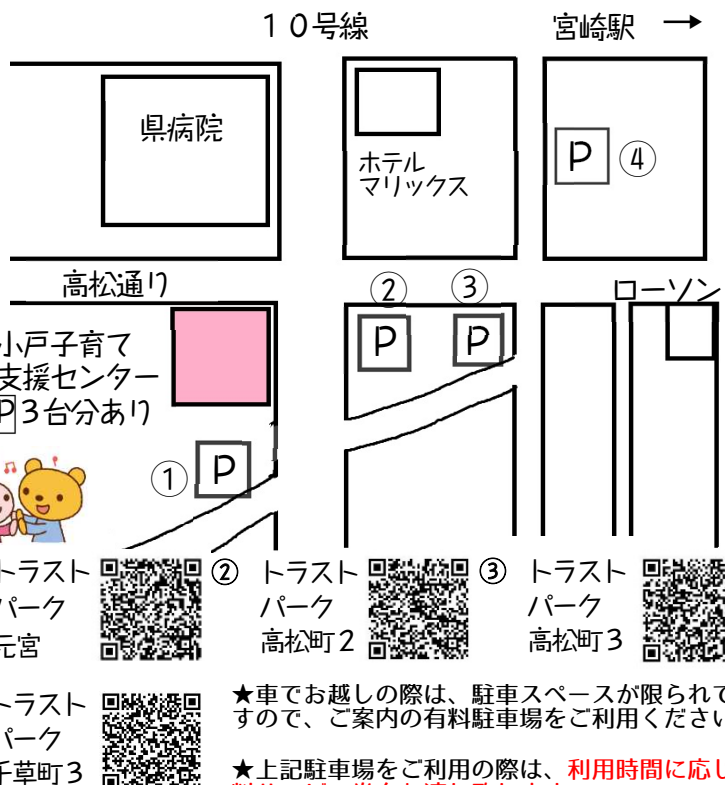 10号線
宮崎駅 →
県病院
ホテル
マリックス
P ④
高松通り
② ③
ローソン
小戸子育て
支援センター
P3台分あり
P P
① P
トラスト
パーク
元宮
② トラスト
パーク
高松町2
③ トラスト
パーク
高松町3
トラスト
パーク
千草町3
★車でお越しの際は、駐車スペースが限られて
すので、ご案内の有料駐車場をご利用ください
★上記駐車場をご利用の際は、利用時間に応じ